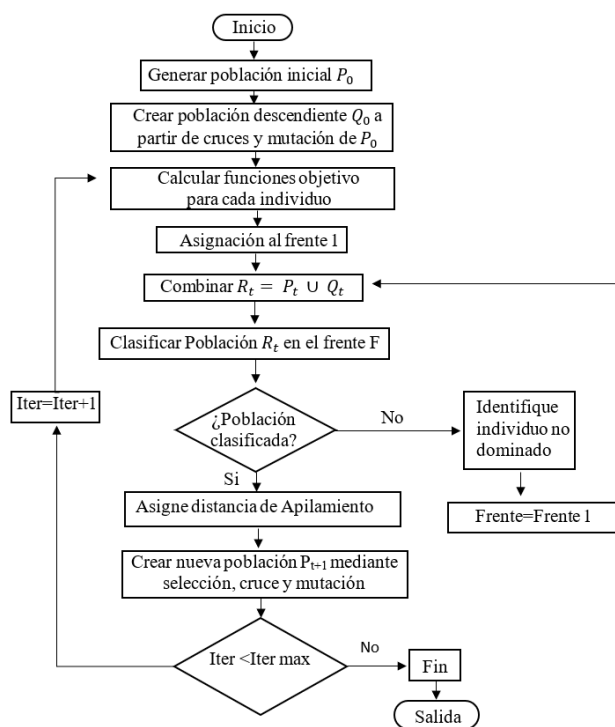 Inicio
Generar población inicial P₀
Crear población descendiente Q₀ a
partir de cruces y mutación de P₀
Calcular funciones objetivo
para cada individuo
Asignación al frente 1
Combinar Rₜ = Pₜ ∪ Qₜ
Clasificar Población Rₜ en el frente F
Iter=Iter+1
¿Población
clasificada?
No
Identifique
individuo no
dominado
Si
Asigne distancia de Apilamiento
Frente=Frente 1
Crear nueva población Pₜ₊₁ mediante
selección, cruce y mutación
Iter <Iter max
No
Fin
Salida